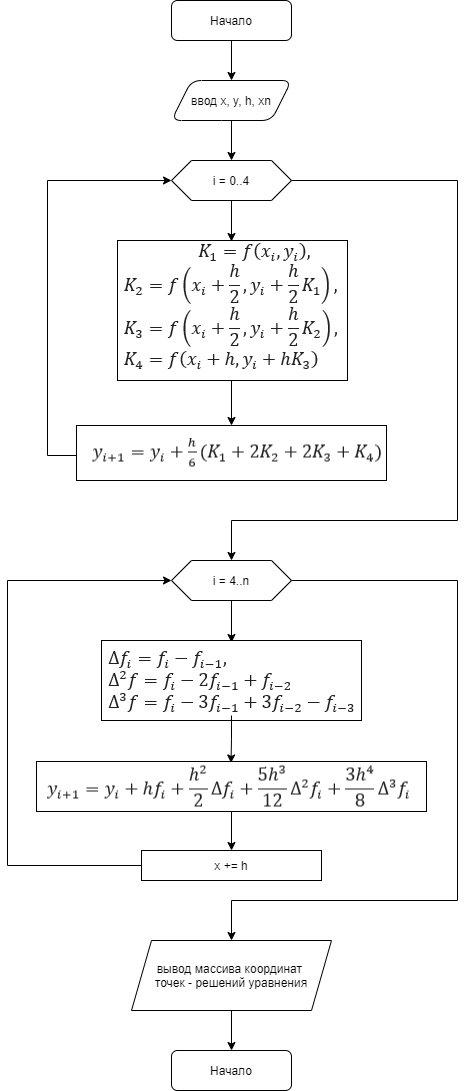 Начало
ввод x, y, h, xn
i = 0..4
K₁ = f(xᵢ, yᵢ),
K₂ = f(xᵢ + h/2, yᵢ + h/2 K₁),
K₃ = f(xᵢ + h/2, yᵢ + h/2 K₂),
K₄ = f(xᵢ + h, yᵢ + hK₃)
yᵢ₊₁ = yᵢ + h/6 (K₁ + 2K₂ + 2K₃ + K₄)
i = 4..n
Δfᵢ = fᵢ − fᵢ₋₁,
Δ²f = fᵢ − 2fᵢ₋₁ + fᵢ₋₂
Δ³f = fᵢ − 3fᵢ₋₁ + 3fᵢ₋₂ − fᵢ₋₃
yᵢ₊₁ = yᵢ + hfᵢ + h²/2 Δfᵢ + 5h³/12 Δ²fᵢ + 3h⁴/8 Δ³fᵢ
x += h
вывод массива координат
точек - решений уравнения
Начало